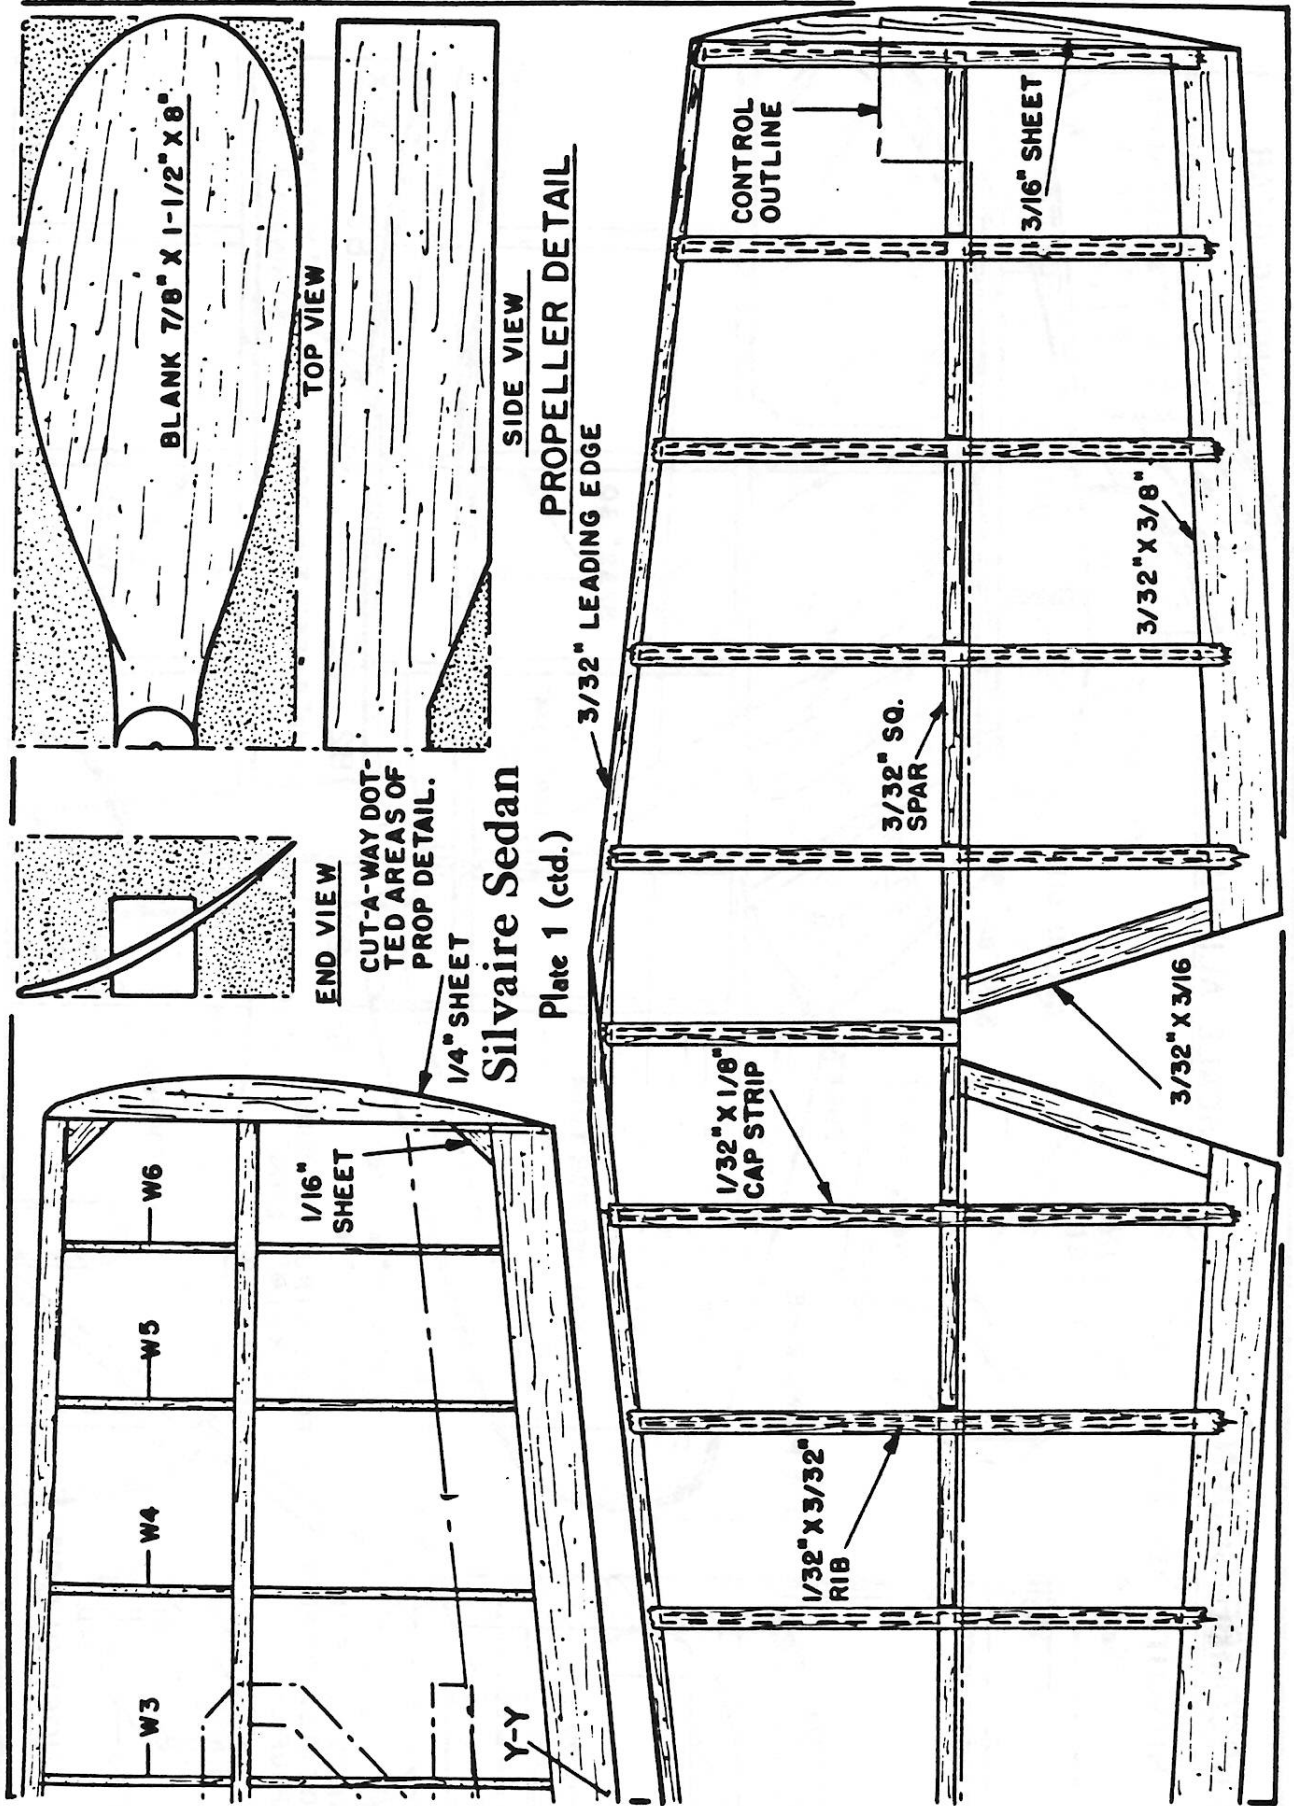 BLANK 7/8" X 1-1/2" X 8"
TOP VIEW
SIDE VIEW
PROPELLER DETAIL
END VIEW
CUT-A-WAY DOT-
TED AREAS OF
PROP DETAIL.
1/4" SHEET
Silvaire Sedan
Plate 1 (ctd.)
W6
W5
W4
W3
1/16"
SHEET
Y-Y
3/32" LEADING EDGE
CONTROL
OUTLINE
3/16" SHEET
3/32" X 3/8"
3/32" SQ.
SPAR
3/32" X 3/16
1/32" X 1/8"
CAP STRIP
1/32" X 3/32"
RIB